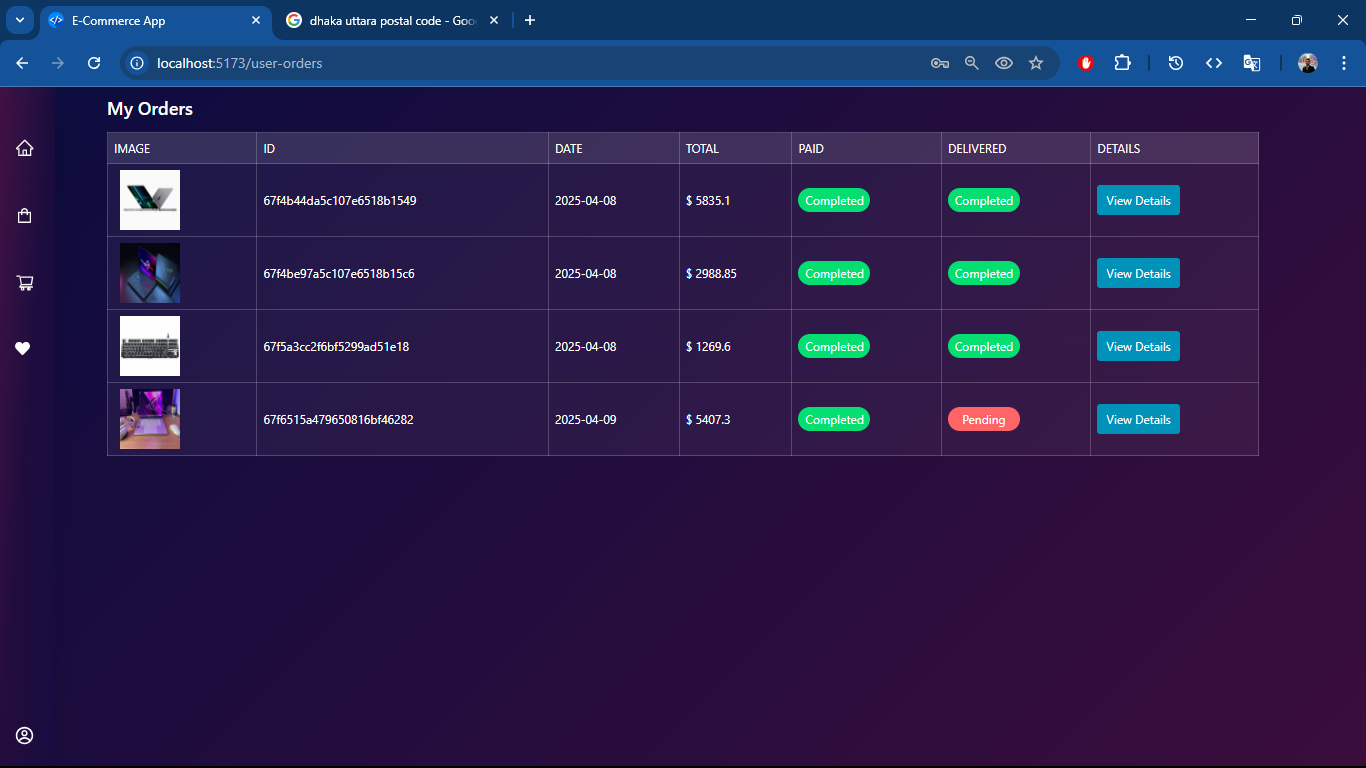 E-Commerce App
dhaka uttara postal code - Goo
localhost:5173/user-orders
My Orders
IMAGE ID DATE TOTAL PAID DELIVERED DETAILS
67f4b44da5c107e6518b1549 2025-04-08 $ 5835.1 Completed Completed View Details
67f4be97a5c107e6518b15c6 2025-04-08 $ 2988.85 Completed Completed View Details
67f5a3cc2f6bf5299ad51e18 2025-04-08 $ 1269.6 Completed Completed View Details
67f6515a479650816bf46282 2025-04-09 $ 5407.3 Completed Pending View Details